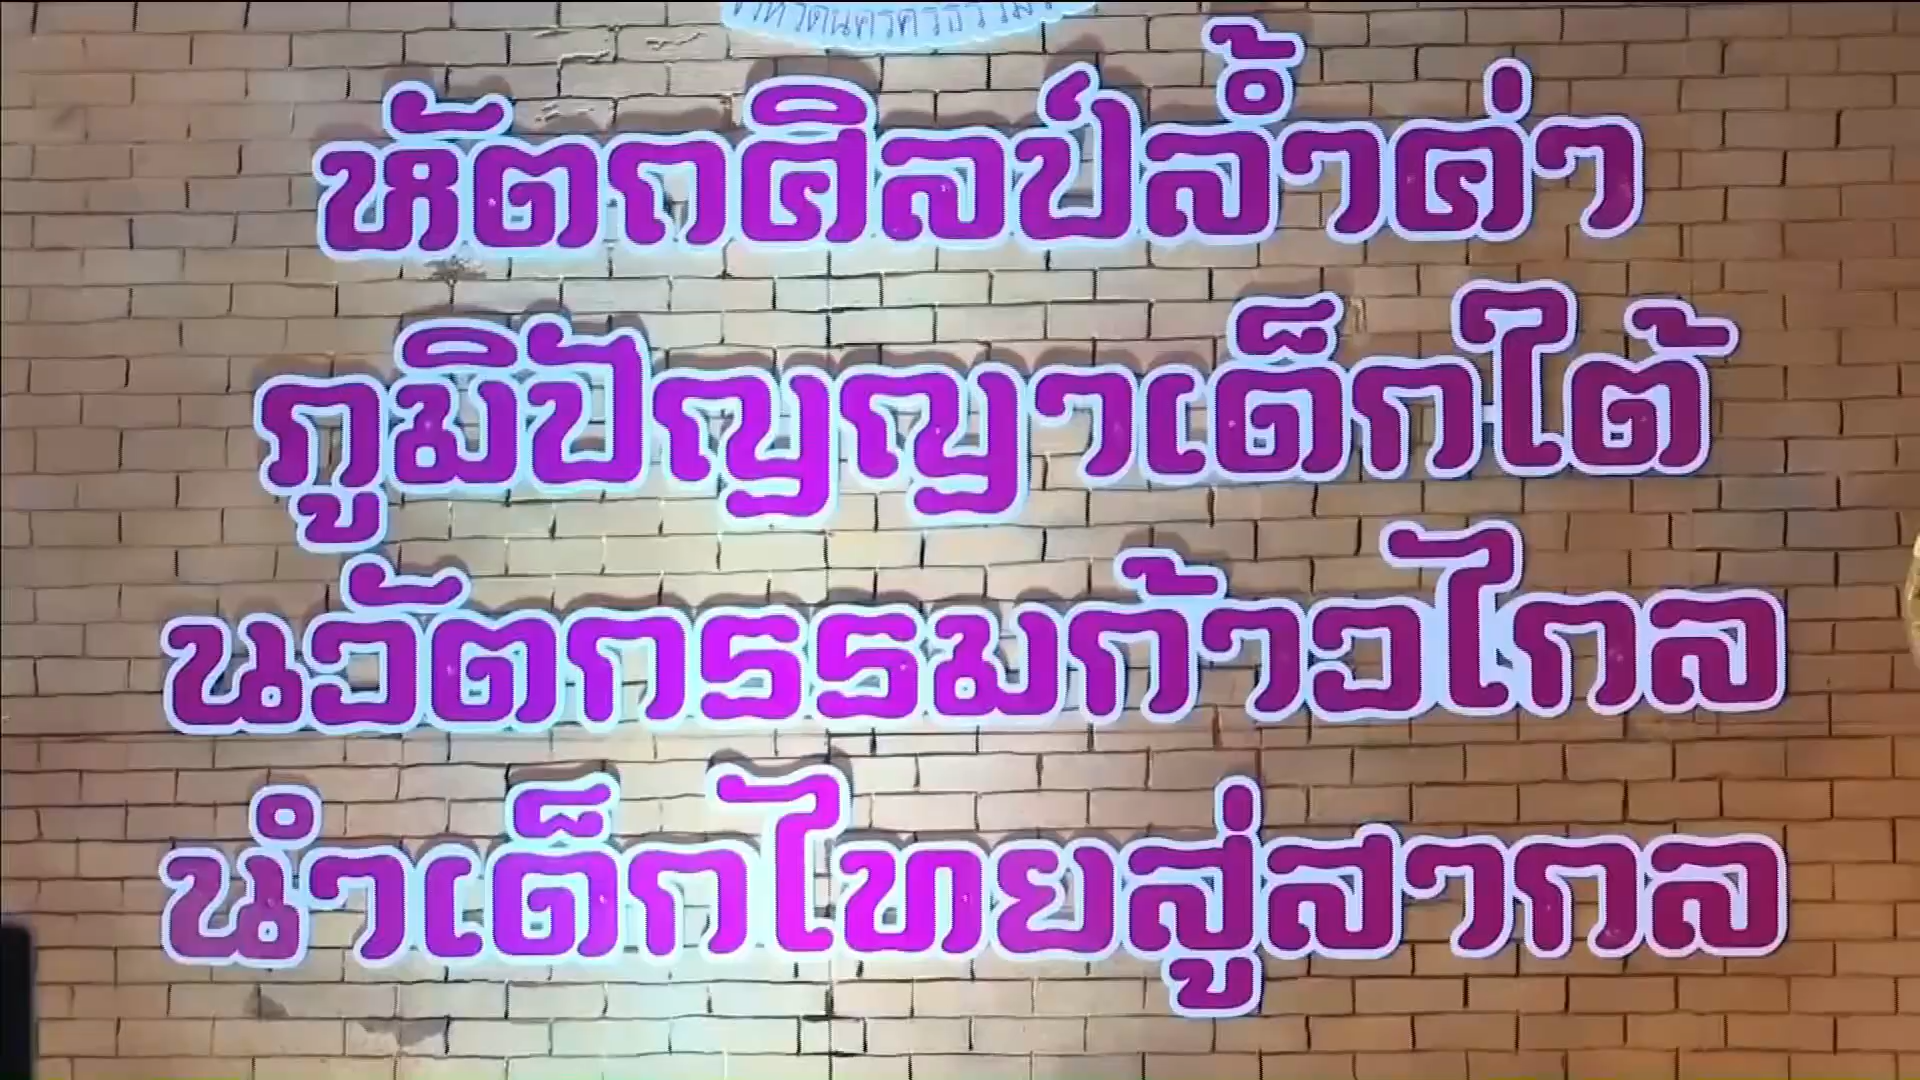 หัตถศิลป์ล้ำค่า
ภูมิปัญญาเด็กใต้
นวัตกรรมก้าวไกล
นำเด็กไทยสู่สากล